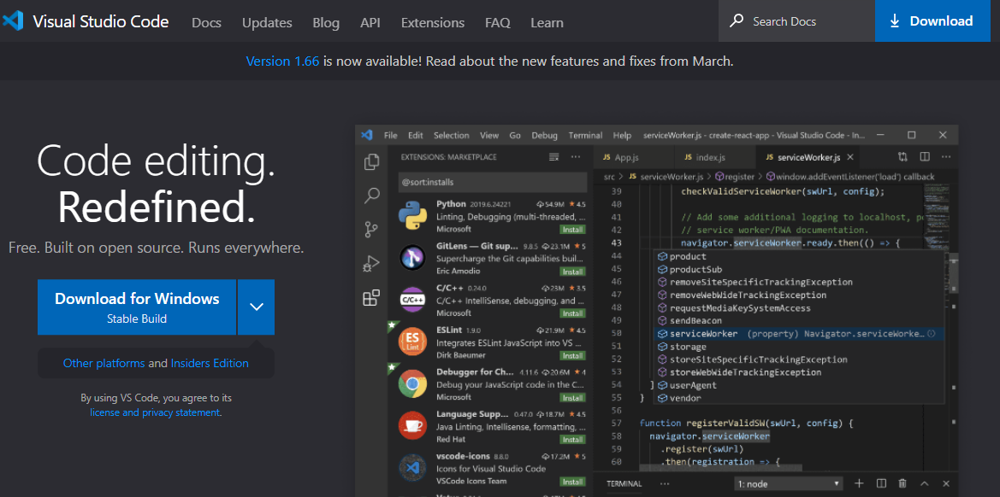 Visual Studio Code Docs Updates Blog API Extensions FAQ Learn Search Docs Download
Version 1.66 is now available! Read about the new features and fixes from March.
Code editing.
Redefined.
Free. Built on open source. Runs everywhere.
Download for Windows
Stable Build
Other platforms and Insiders Edition
By using VS Code, you agree to its
license and privacy statement.
File Edit Selection View Go Debug Terminal Help serviceWorker.js - create-react-app - Visual Studio Code - In...
EXTENSIONS: MARKETPLACE
@sort:installs
Python 2019.6.24221 54.9M ★ 4.5
Linting, Debugging (multi-threaded, ...
Microsoft Install
GitLens — Git sup... 9.8.5 23.1M ★ 5
Supercharge the Git capabilities buil...
Eric Amodio Install
C/C++ 0.24.0 23M ★ 3.5
C/C++ IntelliSense, debugging, and ...
Microsoft Install
ESLint 1.9.0 21.9M ★ 4.5
Integrates ESLint JavaScript into VS ...
Dirk Baeumer Install
Debugger for Ch... 4.11.6 20.6M ★ 4
Debug your JavaScript code in the C...
Microsoft Install
Language Supp... 0.47.0 18.7M ★ 4.5
Java Linting, Intellisense, formatting, ...
Red Hat Install
vscode-icons 8.8.0 17.2M ★ 5
Icons for Visual Studio Code
VSCode Icons Team Install
C/C++
ES
Lint
JS App.js JS index.js JS serviceWorker.js
src > JS serviceWorker.js > register > window.addEventListener('load') callback
39 checkValidServiceWorker(swUrl, config);
40
41 // Add some additional logging to localhost, p
42 // service worker/PWA documentation.
43 navigator.serviceWorker.ready.then(() => {
44 product
45 productSub
46 removeSiteSpecificTrackingException
47 removeWebWideTrackingException
48 requestMediaKeySystemAccess
49 sendBeacon
50 serviceWorker (property) Navigator.serviceWorke...
51 storage
52 storeSiteSpecificTrackingException
53 storeWebWideTrackingException
54 } userAgent
55 } vendor
56
57 function registerValidSW(swUrl, config) {
58 navigator.serviceWorker
59 .register(swUrl)
60 .then(registration => {
TERMINAL ... 1: node